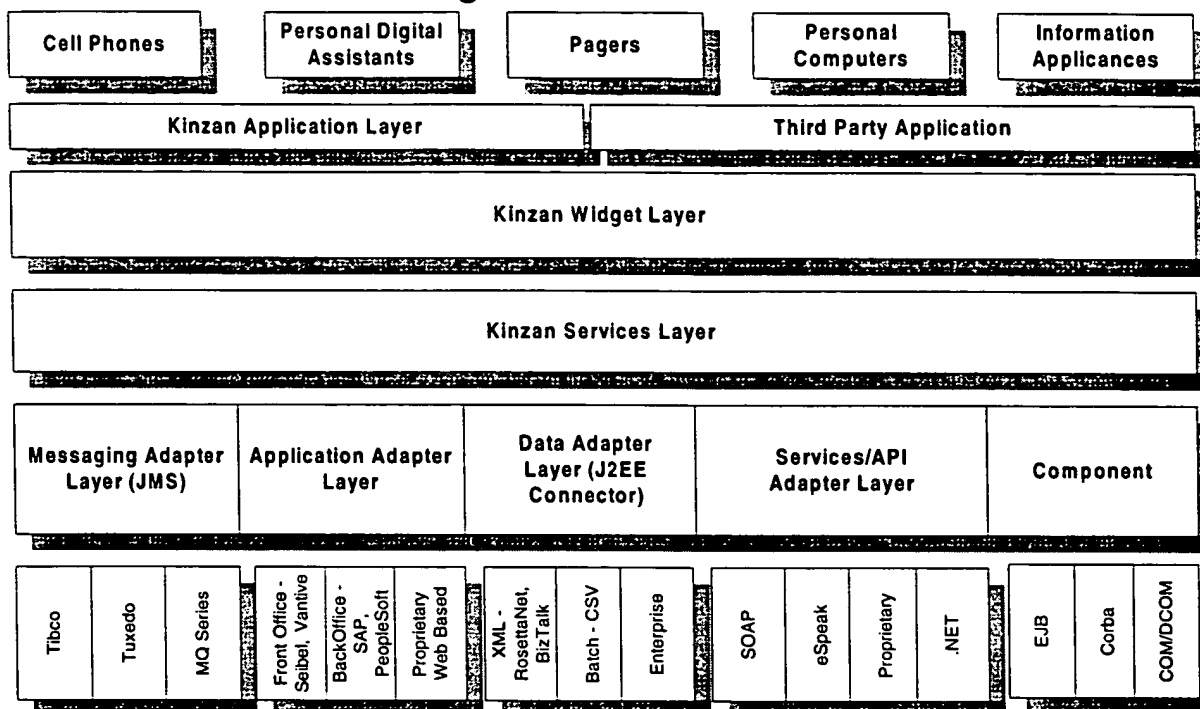 Cell Phones
Personal Digital
Assistants
Pagers
Personal
Computers
Information
Applicances
Kinzan Application Layer
Third Party Application
Kinzan Widget Layer
Kinzan Services Layer
Messaging Adapter
Layer (JMS)
Application Adapter
Layer
Data Adapter
Layer (J2EE
Connector)
Services/API
Adapter Layer
Component
Tibco
Tuxedo
MQ Series
Front Office -
Seibel, Vantive
BackOffice -
SAP,
PeopleSoft
Proprietary
Web Based
XML -
RosettaNet,
BizTalk
Batch - CSV
Enterprise
SOAP
eSpeak
Proprietary
.NET
EJB
Corba
COM/DCOM